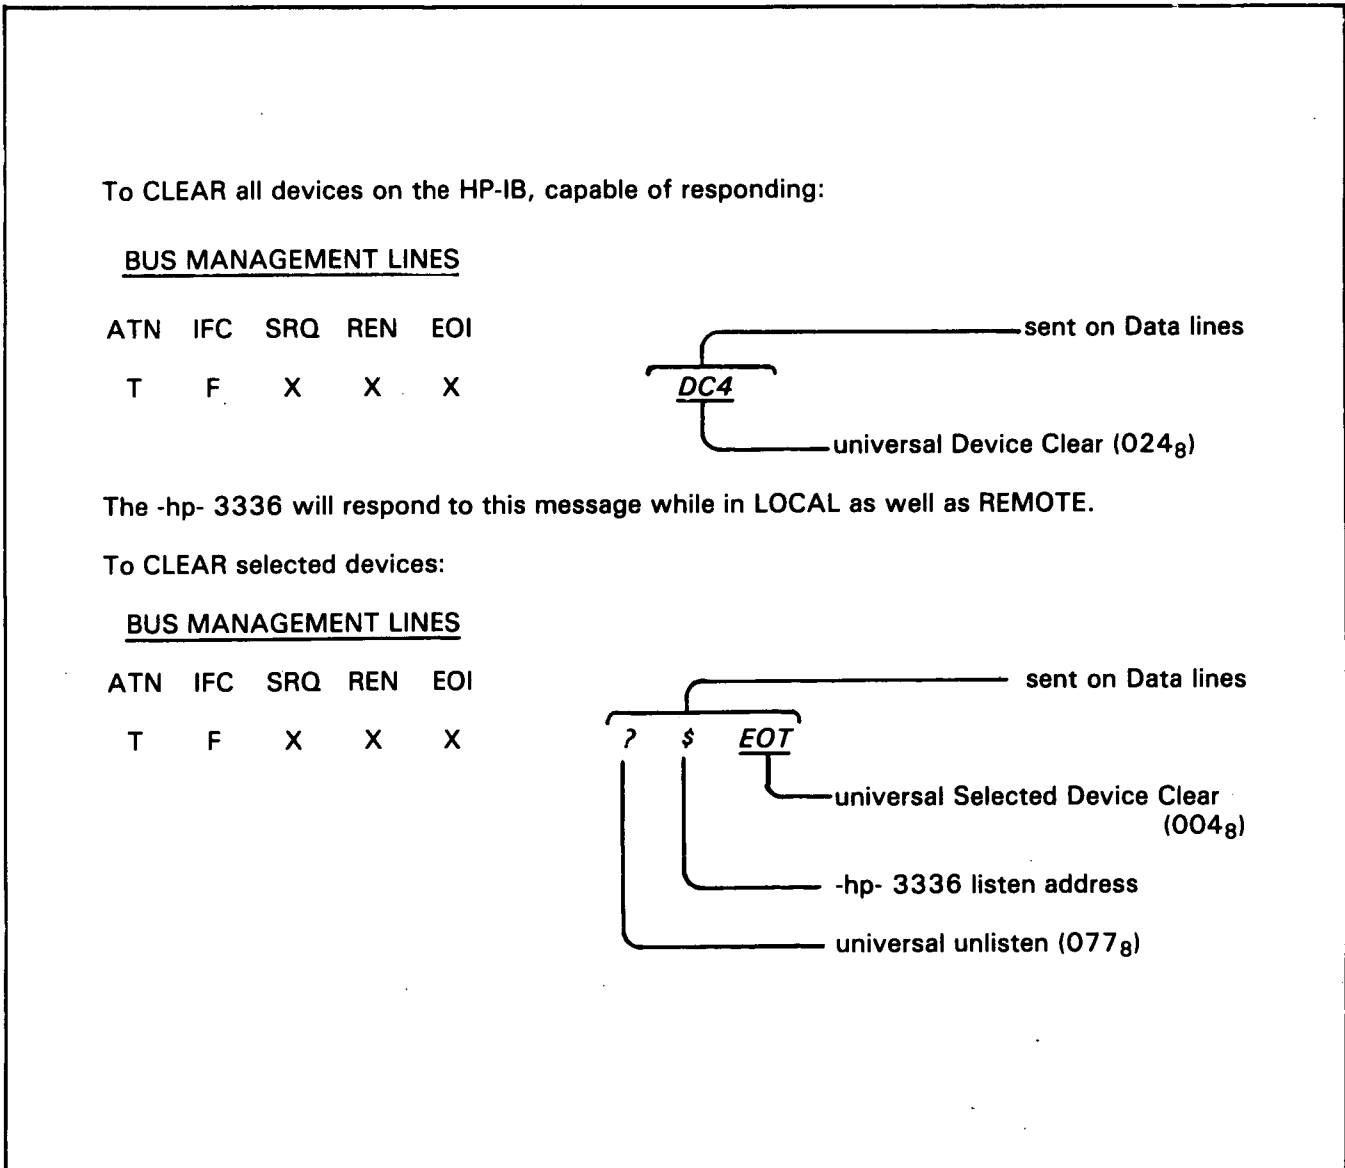 To CLEAR all devices on the HP-IB, capable of responding:
BUS MANAGEMENT LINES
ATN IFC SRQ REN EOI
T F X X X
sent on Data lines
DC4
universal Device Clear (024₈)
The -hp- 3336 will respond to this message while in LOCAL as well as REMOTE.
To CLEAR selected devices:
BUS MANAGEMENT LINES
ATN IFC SRQ REN EOI
T F X X X
sent on Data lines
? $ EOT
universal Selected Device Clear
(004₈)
-hp- 3336 listen address
universal unlisten (077₈)